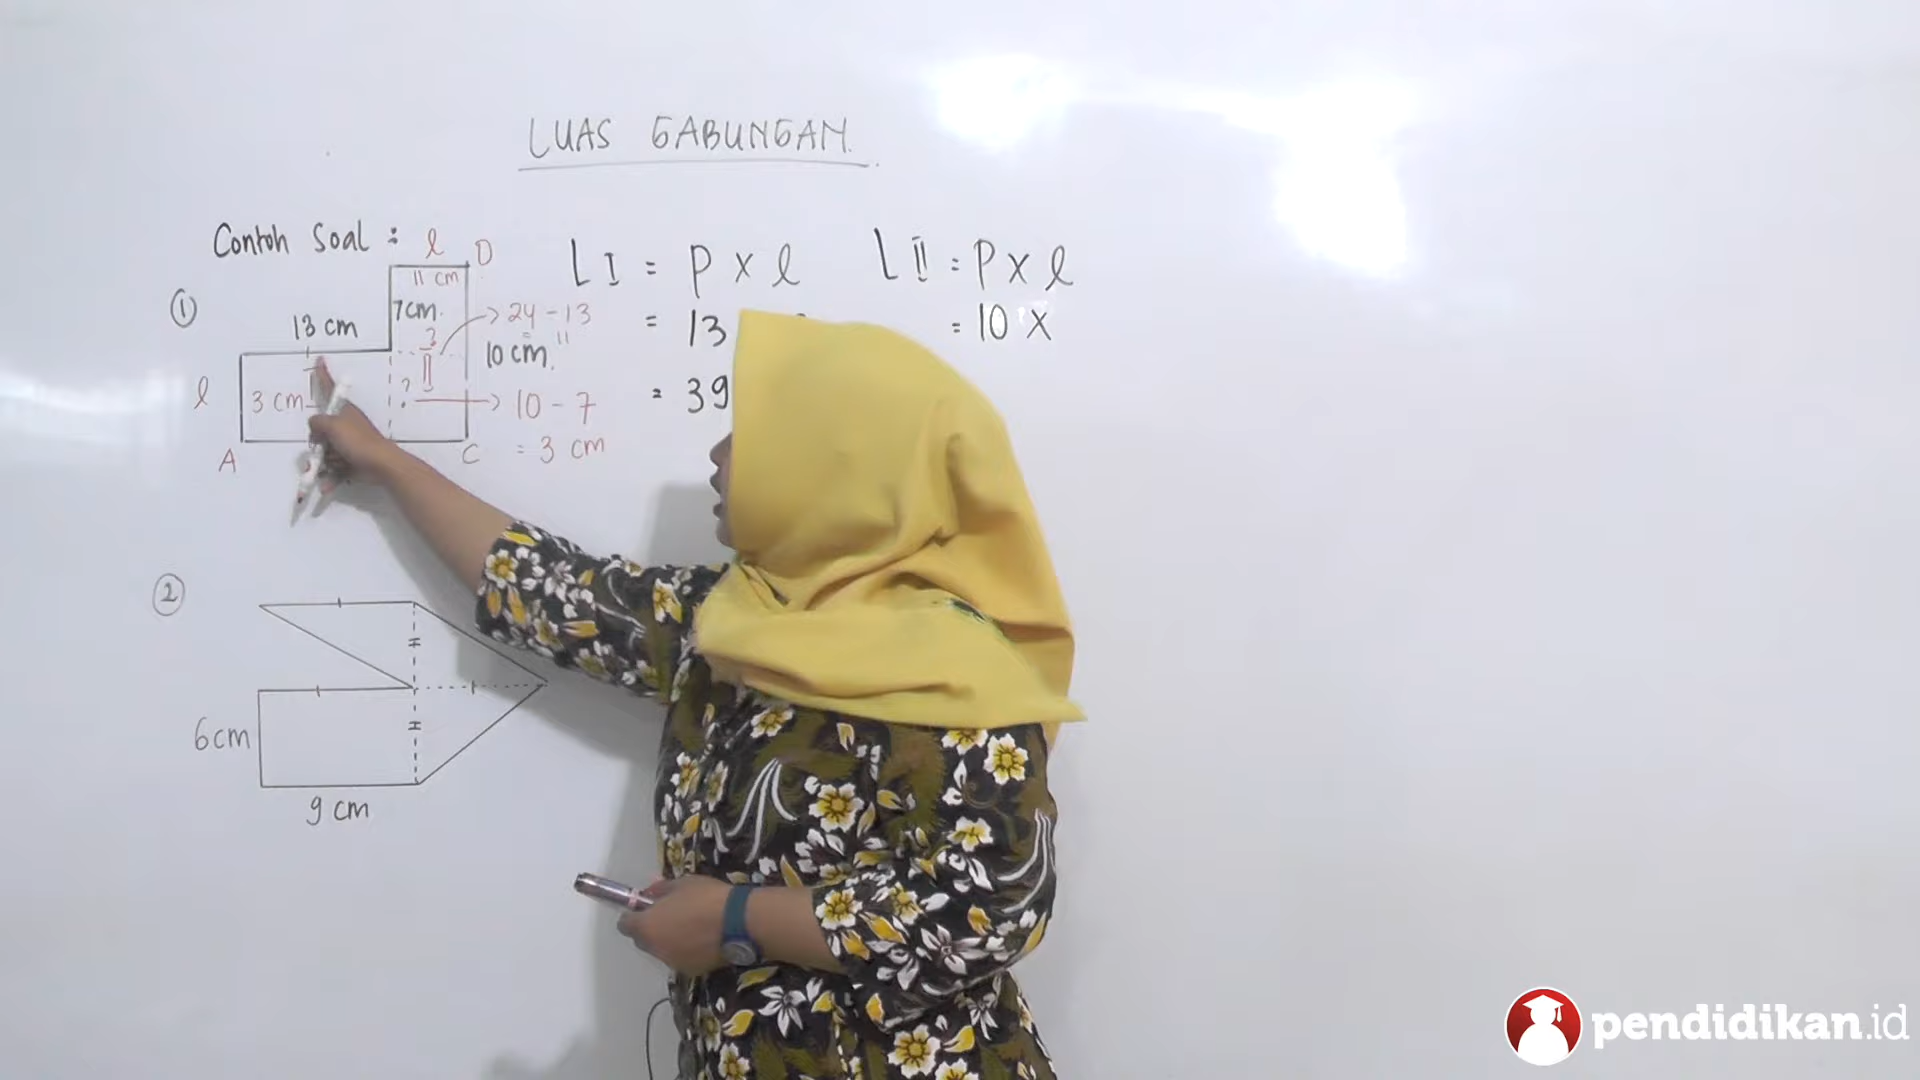 LUAS GABUNGAN.
Contoh Soal :
l D
11 cm
1
7cm.
13 cm
?
II
> 24 - 13
= 11
10 cm.
l
3 cm
?
> 10 - 7
= 3 cm
A C
L I = P x l
= 13
= 39
L II = P x l
= 10 x
2
6cm
9 cm
pendidikan.id